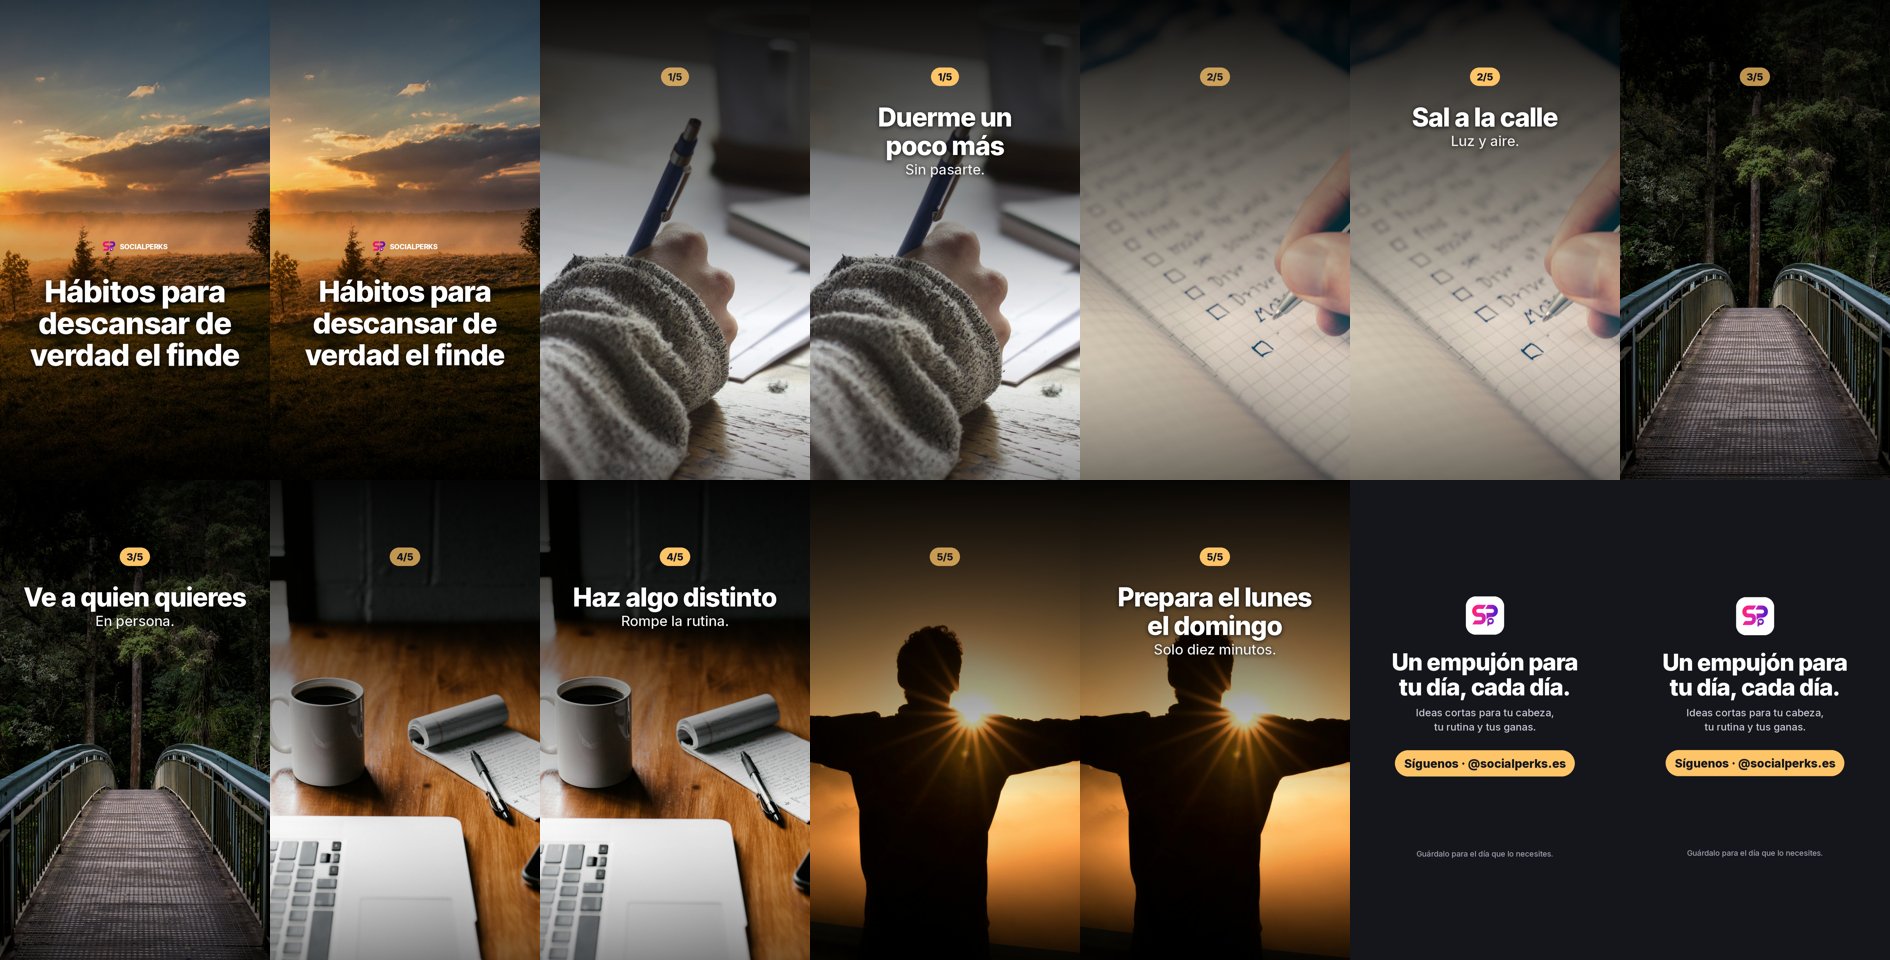 SP SOCIALPERKS
Hábitos para
descansar de
verdad el finde
SP SOCIALPERKS
Hábitos para
descansar de
verdad el finde
1/5
1/5
Duerme un
poco más
Sin pasarte.
2/5
2/5
Sal a la calle
Luz y aire.
3/5
3/5
Ve a quien quieres
En persona.
4/5
4/5
Haz algo distinto
Rompe la rutina.
5/5
5/5
Prepara el lunes
el domingo
Solo diez minutos.
SPP
Un empujón para
tu día, cada día.
Ideas cortas para tu cabeza,
tu rutina y tus ganas.
Síguenos · @socialperks.es
Guárdalo para el día que lo necesites.
SPP
Un empujón para
tu día, cada día.
Ideas cortas para tu cabeza,
tu rutina y tus ganas.
Síguenos · @socialperks.es
Guárdalo para el día que lo necesites.